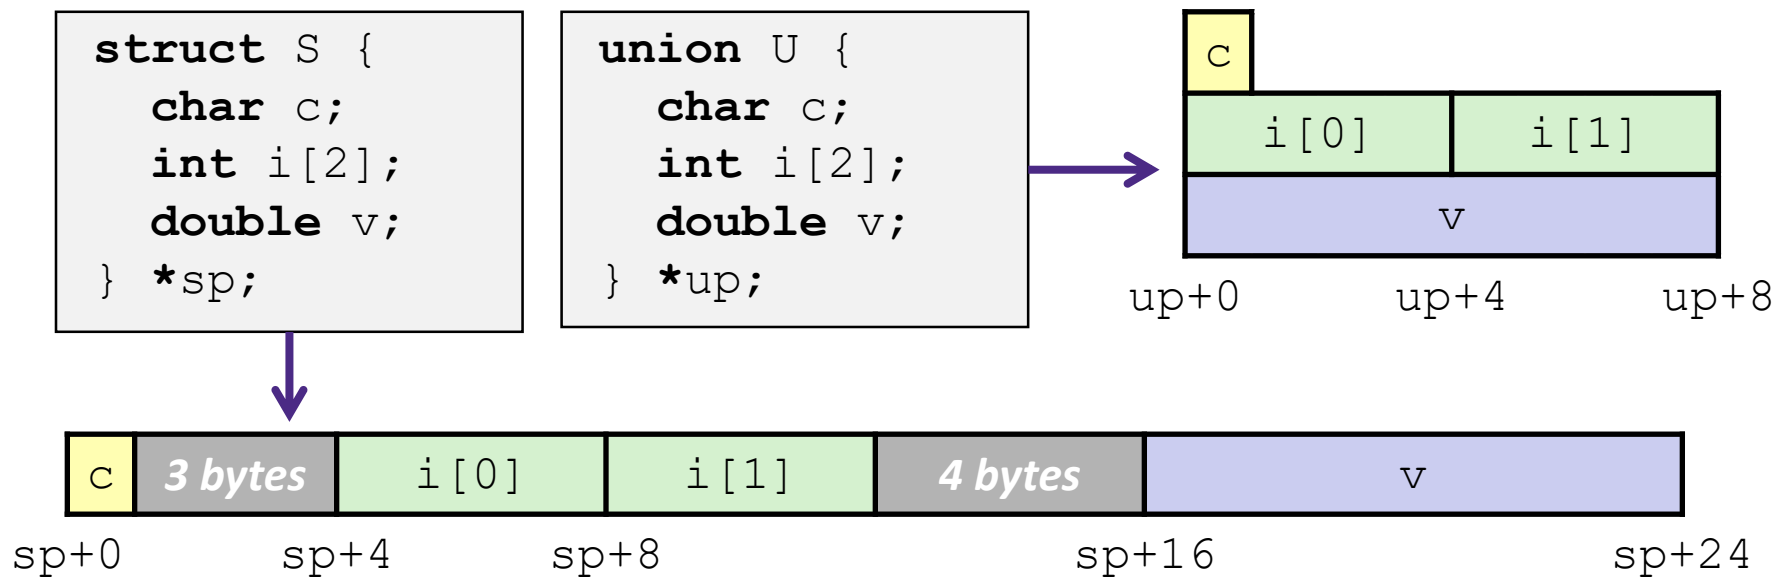 struct S {
char c;
int i[2];
double v;
} *sp;
union U {
char c;
int i[2];
double v;
} *up;
c
i[0] i[1]
v
up+0 up+4 up+8
c 3 bytes i[0] i[1] 4 bytes v
sp+0 sp+4 sp+8 sp+16 sp+24